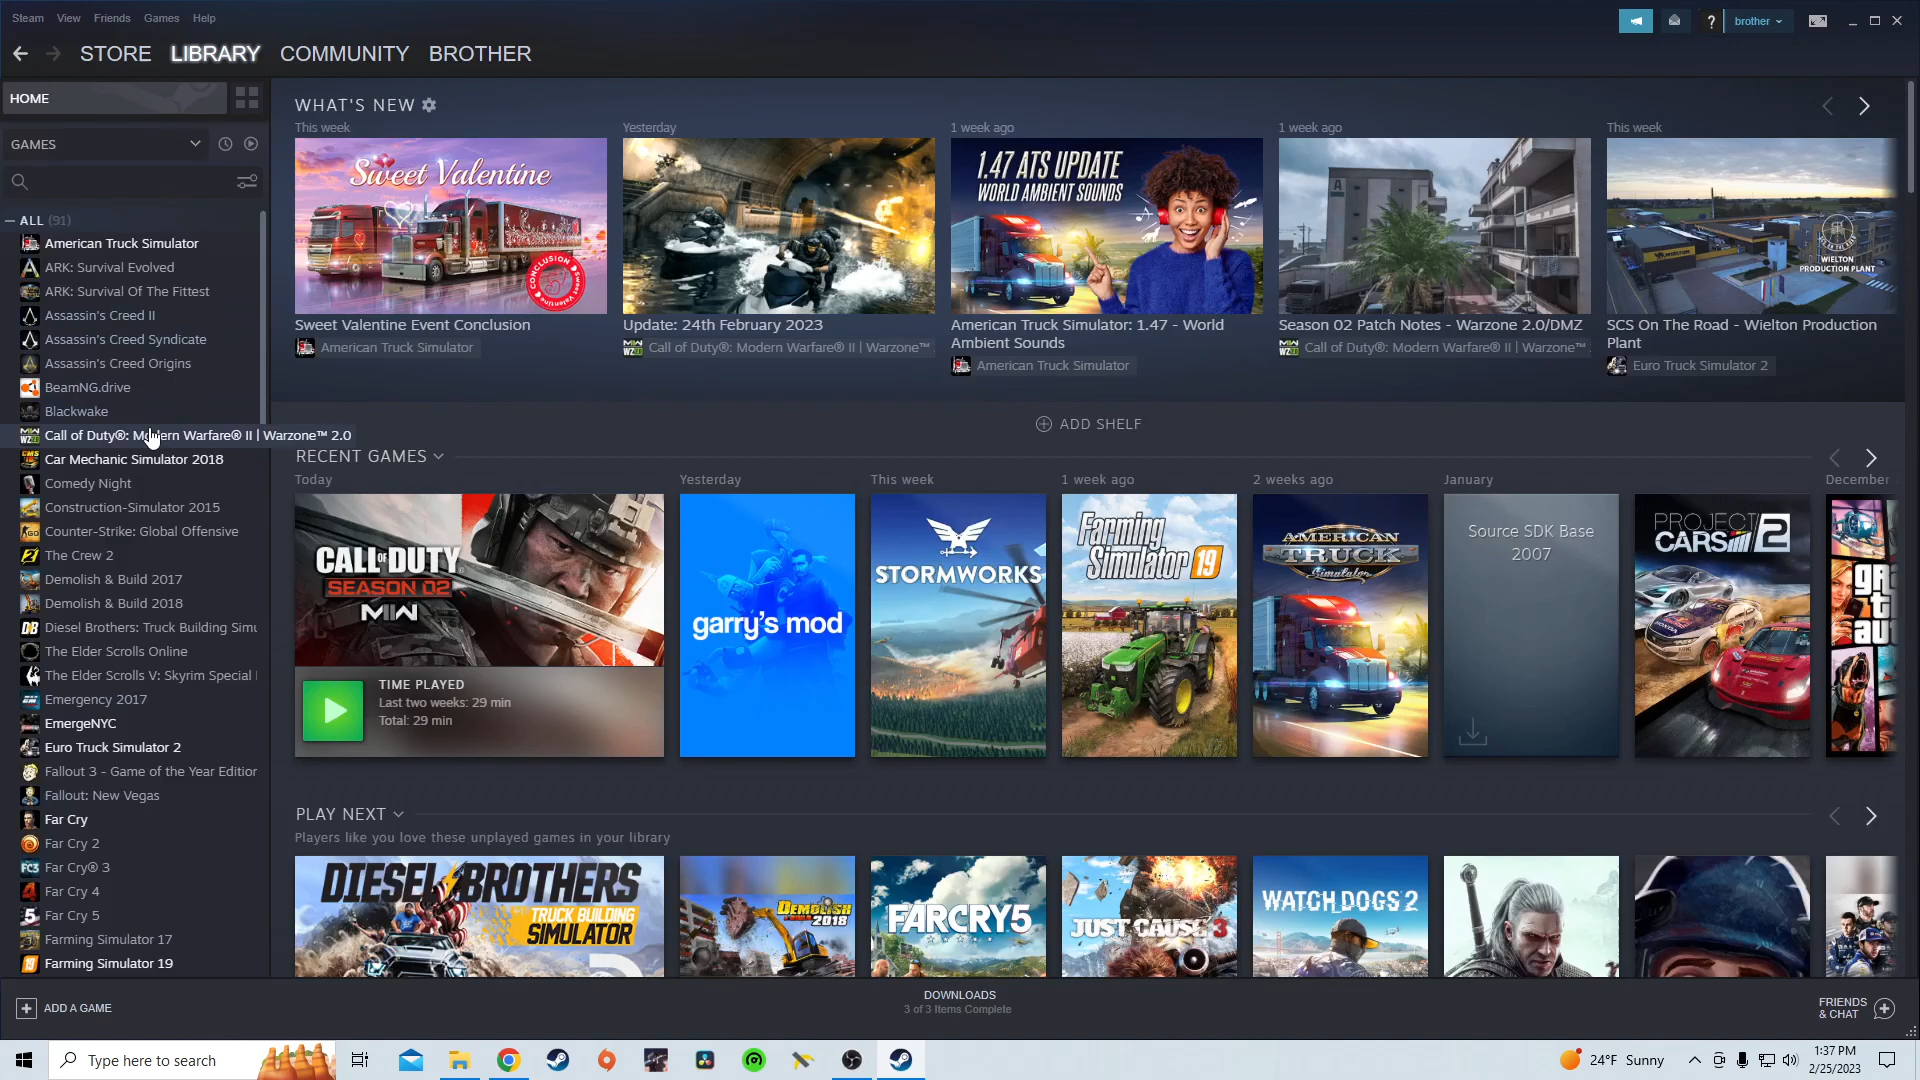 Steam View Friends Games Help
brother
STORE LIBRARY COMMUNITY BROTHER
HOME
WHAT'S NEW
GAMES
This week
Yesterday
1 week ago
1 week ago
This week
Sweet Valentine
CONCLUSION
1.47 ATS UPDATE
WORLD AMBIENT SOUNDS
WIELTON
PRODUCTION PLANT
Sweet Valentine Event Conclusion
American Truck Simulator
Update: 24th February 2023
Call of Duty®: Modern Warfare® II | Warzone™
American Truck Simulator: 1.47 - World
Ambient Sounds
American Truck Simulator
Season 02 Patch Notes - Warzone 2.0/DMZ
Call of Duty®: Modern Warfare® II | Warzone™
SCS On The Road - Wielton Production
Plant
Euro Truck Simulator 2
ALL (91)
American Truck Simulator
ARK: Survival Evolved
ARK: Survival Of The Fittest
Assassin's Creed II
Assassin's Creed Syndicate
Assassin's Creed Origins
BeamNG.drive
Blackwake
Call of Duty®: Modern Warfare® II | Warzone™ 2.0
Car Mechanic Simulator 2018
Comedy Night
Construction-Simulator 2015
Counter-Strike: Global Offensive
The Crew 2
Demolish & Build 2017
Demolish & Build 2018
Diesel Brothers: Truck Building Simu
The Elder Scrolls Online
The Elder Scrolls V: Skyrim Special
Emergency 2017
EmergeNYC
Euro Truck Simulator 2
Fallout 3 - Game of the Year Edition
Fallout: New Vegas
Far Cry
Far Cry 2
Far Cry® 3
Far Cry 4
Far Cry 5
Farming Simulator 17
Farming Simulator 19
ADD SHELF
RECENT GAMES
Today
Yesterday
This week
1 week ago
2 weeks ago
January
December
CALL OF DUTY
SEASON 02
MW
TIME PLAYED
Last two weeks: 29 min
Total: 29 min
garry's mod
STORMWORKS
Farming
Simulator 19
AMERICAN
TRUCK
Simulator
Source SDK Base
2007
PROJECT
CARS 2
PLAY NEXT
Players like you love these unplayed games in your library
DIESEL BROTHERS
TRUCK BUILDING
SIMULATOR
DEMOLISH
2018
FARCRY5
JUST CAUSE 3
WATCH_DOGS 2
ADD A GAME
DOWNLOADS
3 of 3 Items Complete
FRIENDS
& CHAT
Type here to search
24°F Sunny
1:37 PM
2/25/2023